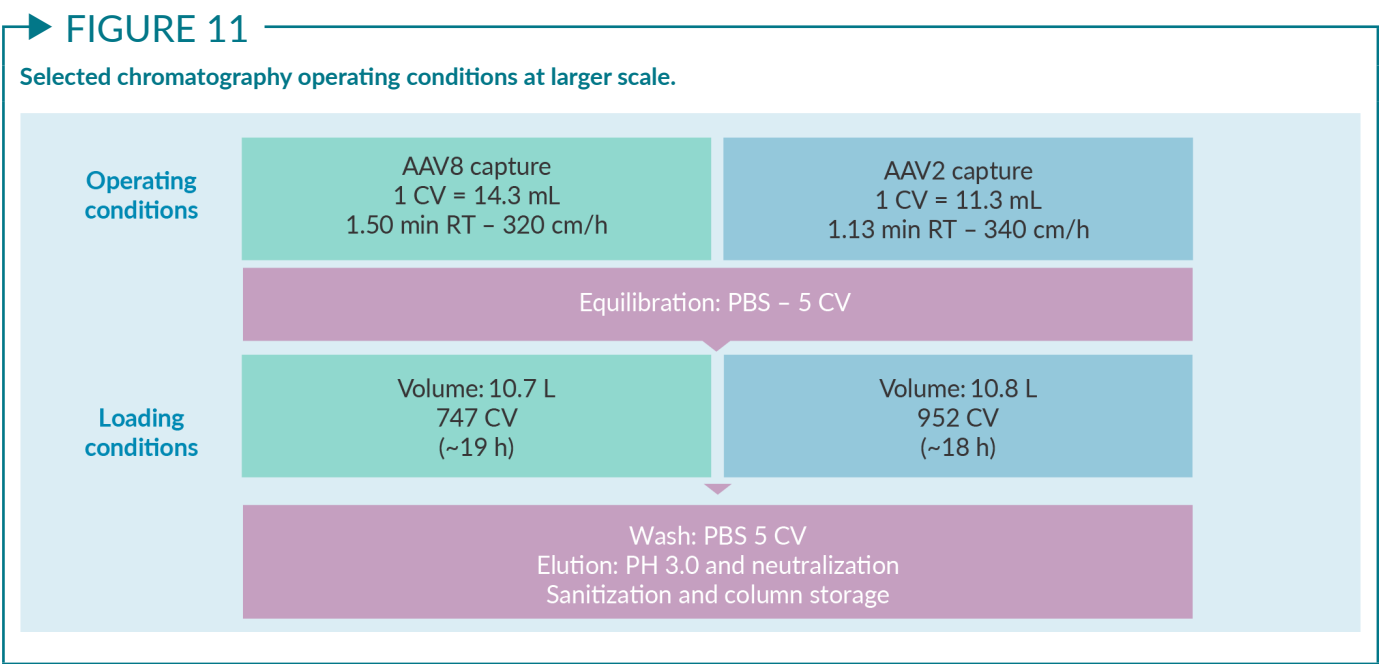 FIGURE 11
Selected chromatography operating conditions at larger scale.
Operating
conditions
AAV8 capture
1 CV = 14.3 mL
1.50 min RT – 320 cm/h
AAV2 capture
1 CV = 11.3 mL
1.13 min RT – 340 cm/h
Equilibration: PBS – 5 CV
Loading
conditions
Volume: 10.7 L
747 CV
(~19 h)
Volume: 10.8 L
952 CV
(~18 h)
Wash: PBS 5 CV
Elution: PH 3.0 and neutralization
Sanitization and column storage